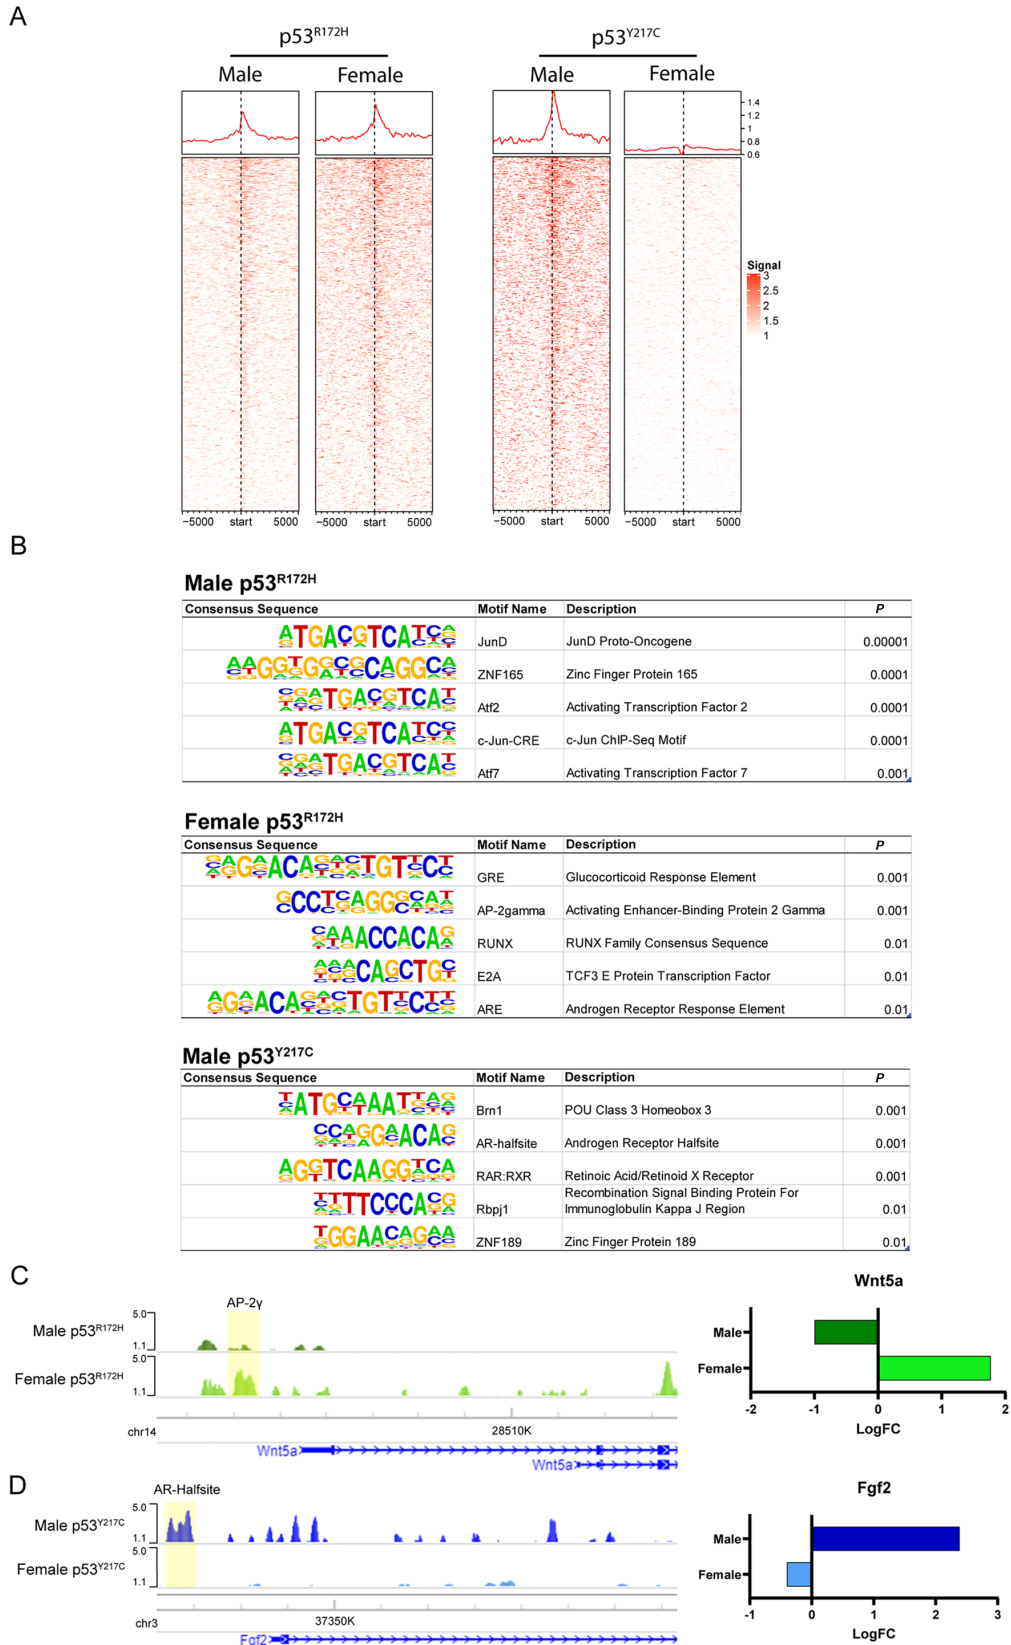 A
p53R172H
p53Y217C
Male
Female
Male
Female
1.4
1.2
1
0.8
0.6
Signal
3
2.5
2
1.5
1
−5000 start 5000
−5000 start 5000
−5000 start 5000
−5000 start 5000
B
Male p53R172H
Consensus Sequence Motif Name Description P
JunD JunD Proto-Oncogene 0.00001
ZNF165 Zinc Finger Protein 165 0.0001
Atf2 Activating Transcription Factor 2 0.0001
c-Jun-CRE c-Jun ChIP-Seq Motif 0.0001
Atf7 Activating Transcription Factor 7 0.001
Female p53R172H
Consensus Sequence Motif Name Description P
GRE Glucocorticoid Response Element 0.001
AP-2gamma Activating Enhancer-Binding Protein 2 Gamma 0.001
RUNX RUNX Family Consensus Sequence 0.01
E2A TCF3 E Protein Transcription Factor 0.01
ARE Androgen Receptor Response Element 0.01
Male p53Y217C
Consensus Sequence Motif Name Description P
Brn1 POU Class 3 Homeobox 3 0.001
AR-halfsite Androgen Receptor Halfsite 0.001
RAR:RXR Retinoic Acid/Retinoid X Receptor 0.001
Recombination Signal Binding Protein For
Rbpj1 Immunoglobulin Kappa J Region 0.01
ZNF189 Zinc Finger Protein 189 0.01
C
AP-2γ
Male p53R172H
5.0
1.1
Female p53R172H
5.0
1.1
chr14
28510K
Wnt5a
Wnt5a
Wnt5a
Male
Female
-2 -1 0 1 2
LogFC
D
AR-Halfsite
Male p53Y217C
5.0
1.1
Female p53Y217C
5.0
1.1
chr3
37350K
Fgf2
Fgf2
Male
Female
-1 0 1 2 3
LogFC